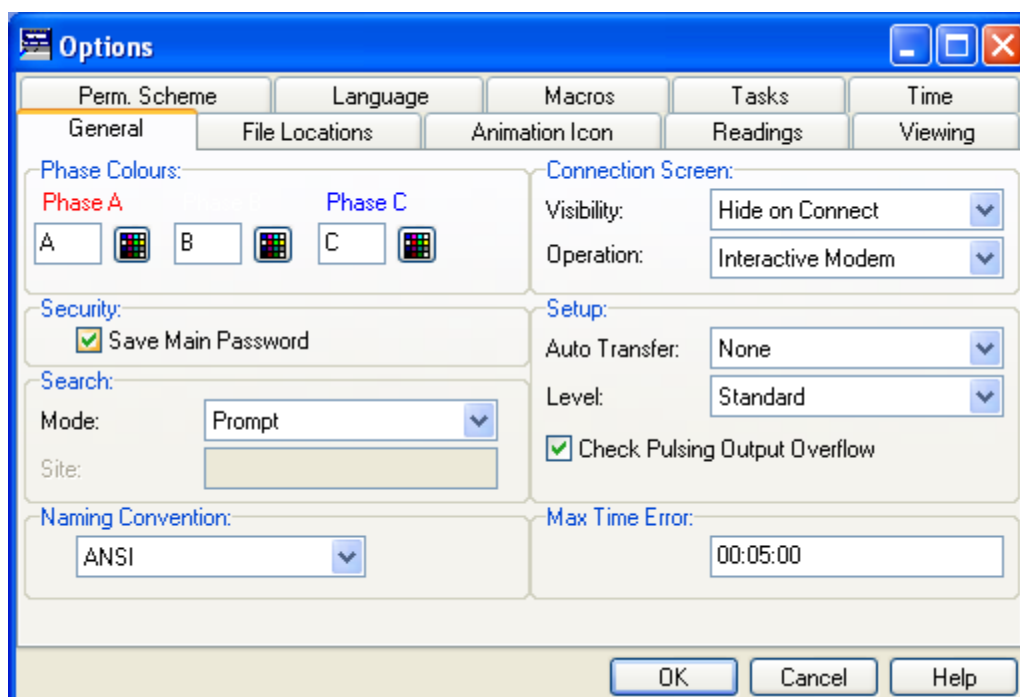 Options
Perm. Scheme Language Macros Tasks Time
General File Locations Animation Icon Readings Viewing
Phase Colours:
Phase A Phase C
A B C
Connection Screen:
Visibility: Hide on Connect
Operation: Interactive Modem
Security:
Save Main Password
Setup:
Auto Transfer: None
Level: Standard
Check Pulsing Output Overflow
Search:
Mode: Prompt
Site:
Naming Convention:
ANSI
Max Time Error:
00:05:00
OK Cancel Help